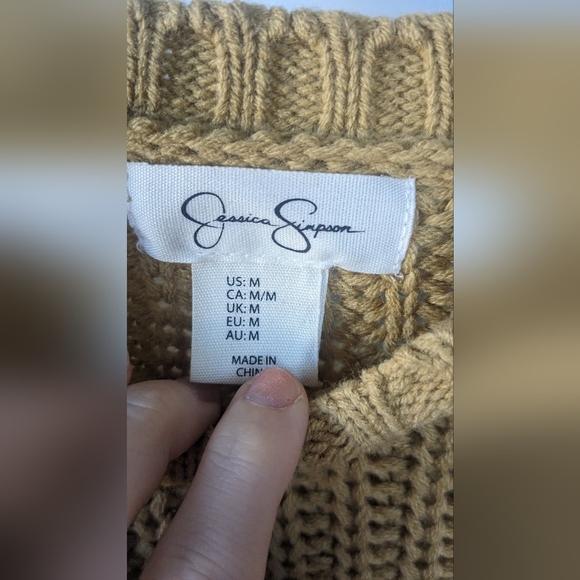 Jessica Simpson
US: M
CA: M/M
UK: M
EU: M
AU: M
MADE IN